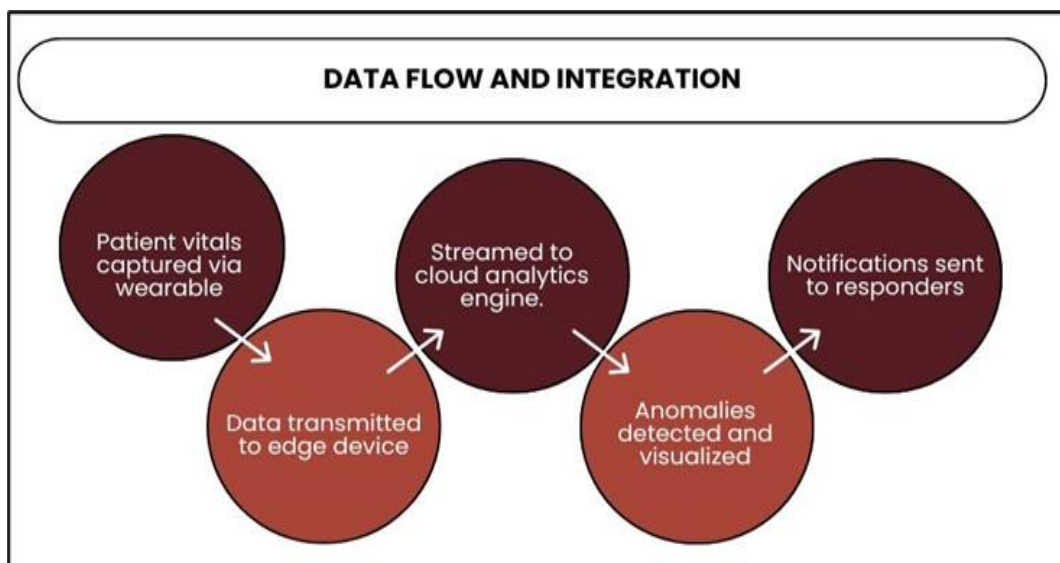 DATA FLOW AND INTEGRATION
Patient vitals
captured via
wearable
Data transmitted
to edge device
Streamed to
cloud analytics
engine.
Anomalies
detected and
visualized
Notifications sent
to responders